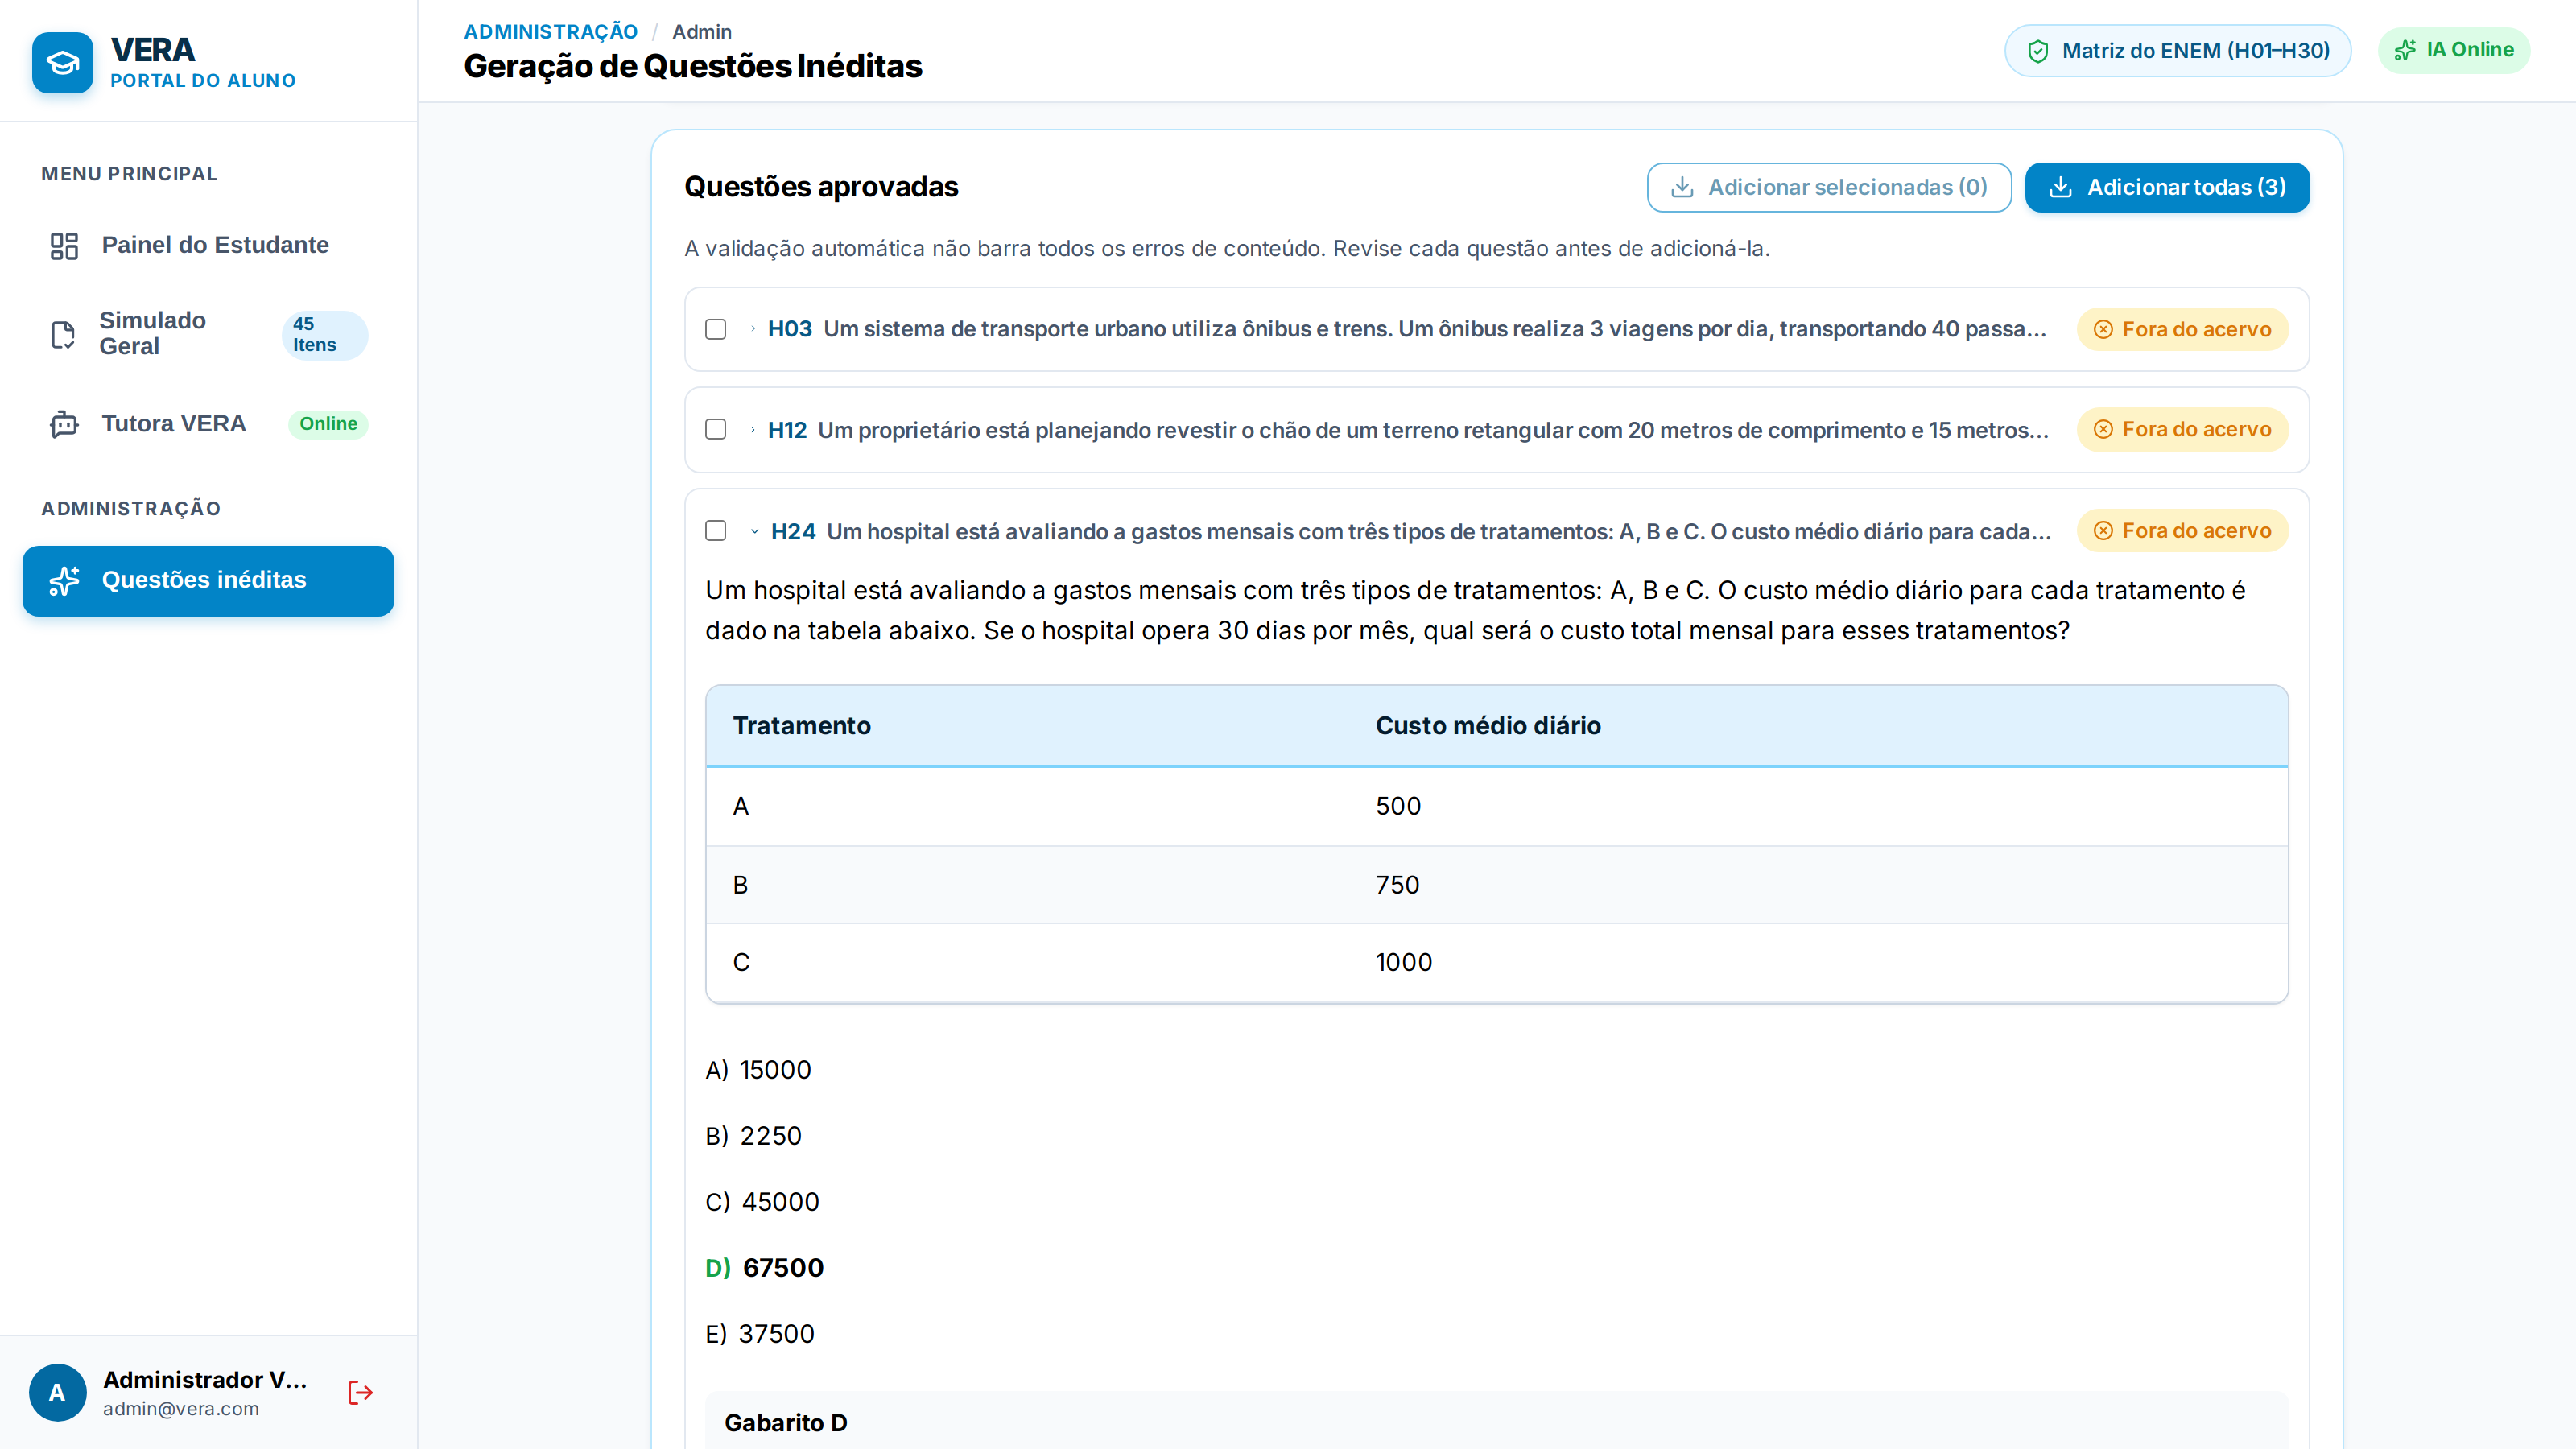 VERA
PORTAL DO ALUNO
MENU PRINCIPAL
Painel do Estudante
Simulado
Geral
45
Itens
Tutora VERA
Online
ADMINISTRAÇÃO
Questões inéditas
A
Administrador V...
admin@vera.com
ADMINISTRAÇÃO / Admin
Geração de Questões Inéditas
Matriz do ENEM (H01–H30)
IA Online
Questões aprovadas
Adicionar selecionadas (0)
Adicionar todas (3)
A validação automática não barra todos os erros de conteúdo. Revise cada questão antes de adicioná-la.
H03 Um sistema de transporte urbano utiliza ônibus e trens. Um ônibus realiza 3 viagens por dia, transportando 40 passa...
Fora do acervo
H12 Um proprietário está planejando revestir o chão de um terreno retangular com 20 metros de comprimento e 15 metros...
Fora do acervo
H24 Um hospital está avaliando a gastos mensais com três tipos de tratamentos: A, B e C. O custo médio diário para cada...
Fora do acervo
Um hospital está avaliando a gastos mensais com três tipos de tratamentos: A, B e C. O custo médio diário para cada tratamento é
dado na tabela abaixo. Se o hospital opera 30 dias por mês, qual será o custo total mensal para esses tratamentos?
Tratamento Custo médio diário
A 500
B 750
C 1000
A) 15000
B) 2250
C) 45000
D) 67500
E) 37500
Gabarito D